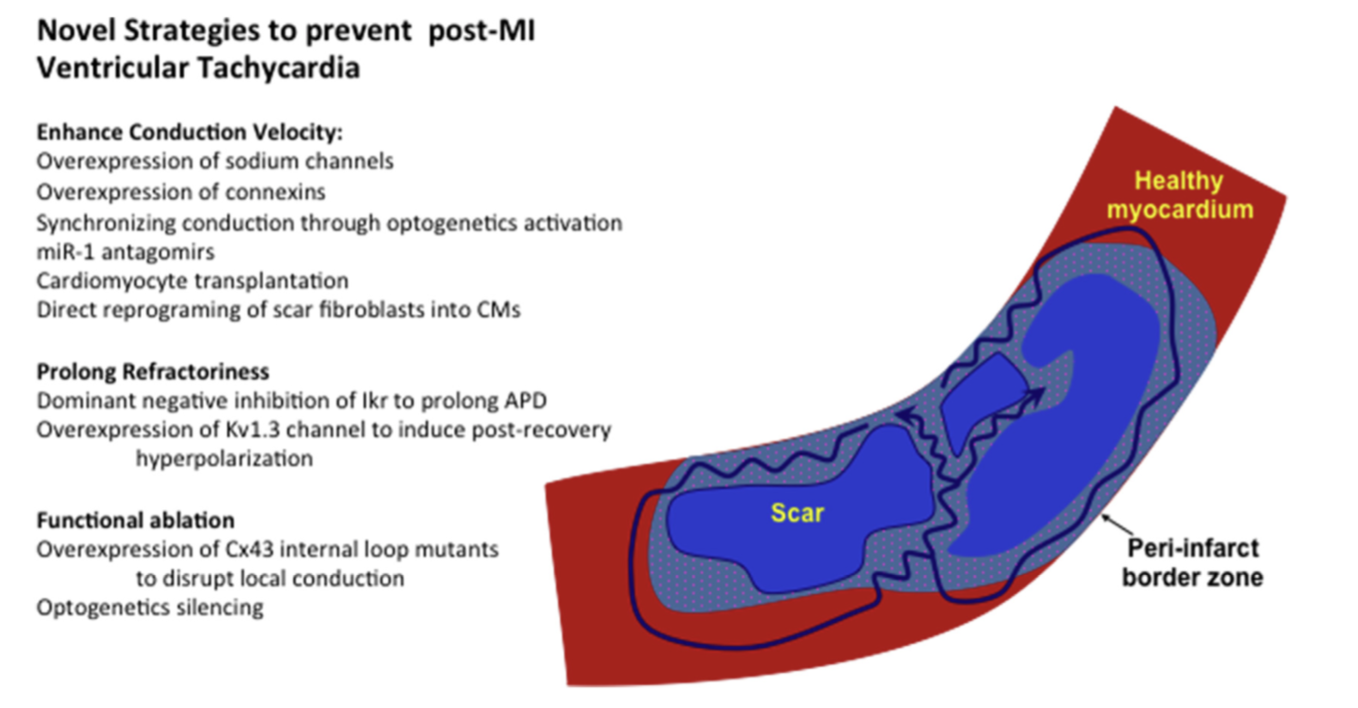 Novel Strategies to prevent post-MI
Ventricular Tachycardia
Enhance Conduction Velocity:
Overexpression of sodium channels
Overexpression of connexins
Synchronizing conduction through optogenetics activation
miR-1 antagomirs
Cardiomyocyte transplantation
Direct reprograming of scar fibroblasts into CMs
Prolong Refractoriness
Dominant negative inhibition of Ikr to prolong APD
Overexpression of Kv1.3 channel to induce post-recovery
hyperpolarization
Functional ablation
Overexpression of Cx43 internal loop mutants
to disrupt local conduction
Optogenetics silencing
Healthy
myocardium
Scar
Peri-infarct
border zone